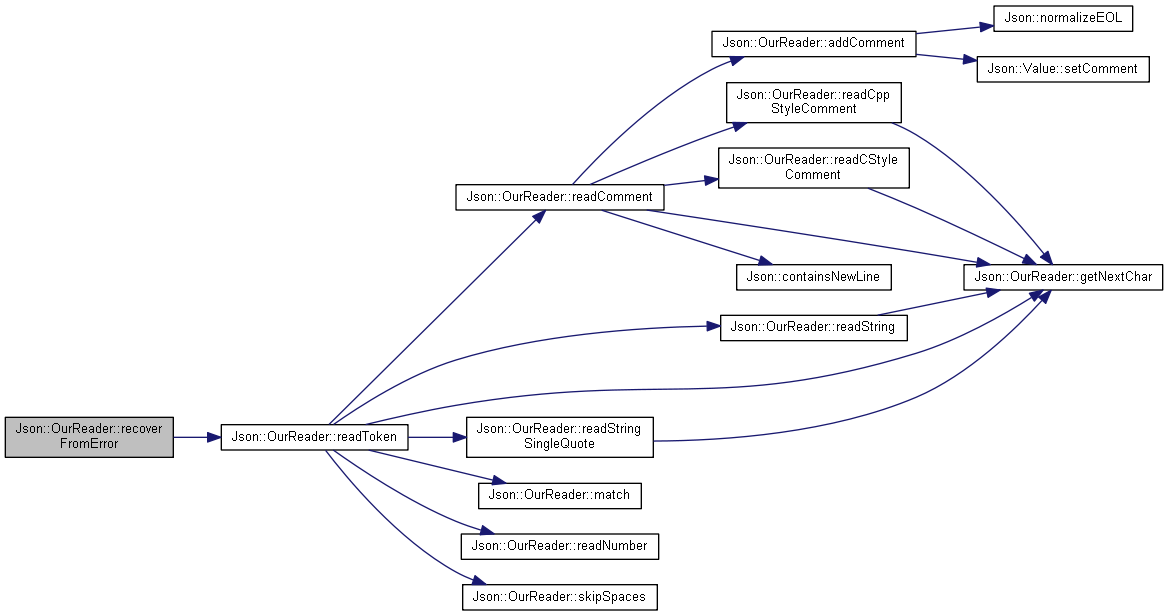 Json::normalizeEOL
Json::OurReader::addComment
Json::Value::setComment
Json::OurReader::readCpp
StyleComment
Json::OurReader::readCStyle
Comment
Json::OurReader::readComment
Json::containsNewLine
Json::OurReader::getNextChar
Json::OurReader::readString
Json::OurReader::recover
FromError
Json::OurReader::readToken
Json::OurReader::readString
SingleQuote
Json::OurReader::match
Json::OurReader::readNumber
Json::OurReader::skipSpaces